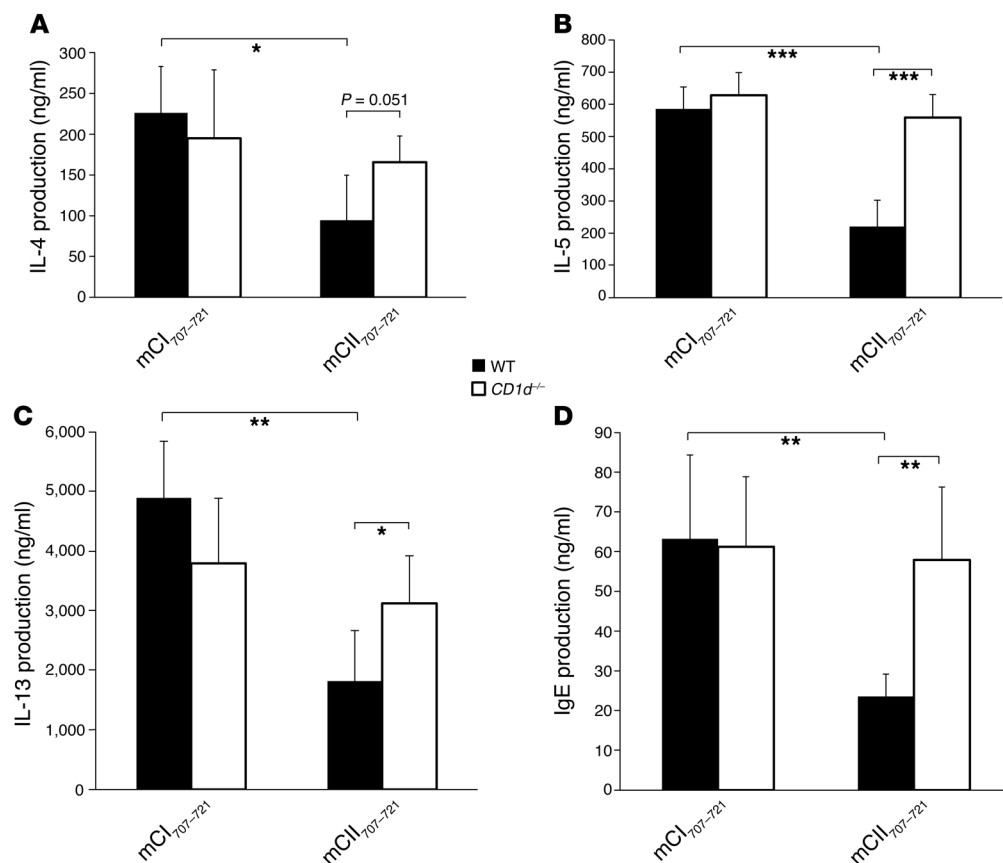 A
IL-4 production (ng/ml)
300
250
200
150
100
50
0
*
P = 0.051
mCI707–721
mCII707–721
B
IL-5 production (ng/ml)
800
700
600
500
400
300
200
100
0
***
***
mCI707–721
mCII707–721
WT
CD1d–/–
C
IL-13 production (ng/ml)
6,000
5,000
4,000
3,000
2,000
1,000
0
**
*
mCI707–721
mCII707–721
D
IgE production (ng/ml)
90
80
70
60
50
40
30
20
10
0
**
**
mCI707–721
mCII707–721